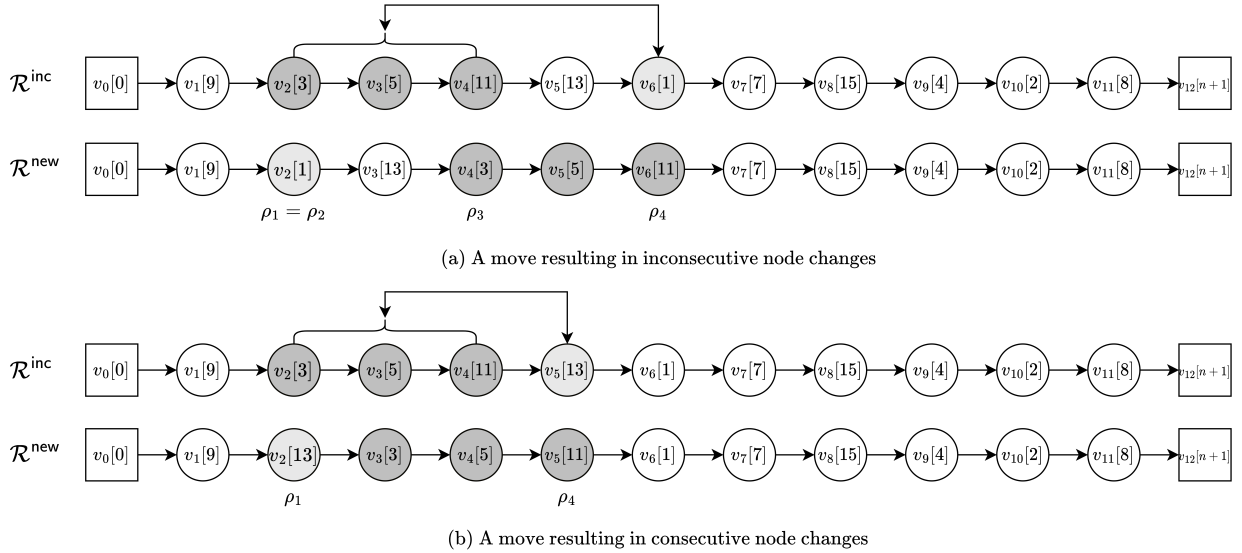 R^inc v₀[0] v₁[9] v₂[3] v₃[5] v₄[11] v₅[13] v₆[1] v₇[7] v₈[15] v₉[4] v₁₀[2] v₁₁[8] v₁₂[n+1]
R^new v₀[0] v₁[9] v₂[1] v₃[13] v₄[3] v₅[5] v₆[11] v₇[7] v₈[15] v₉[4] v₁₀[2] v₁₁[8] v₁₂[n+1]
ρ₁ = ρ₂ ρ₃ ρ₄
(a) A move resulting in inconsecutive node changes
R^inc v₀[0] v₁[9] v₂[3] v₃[5] v₄[11] v₅[13] v₆[1] v₇[7] v₈[15] v₉[4] v₁₀[2] v₁₁[8] v₁₂[n+1]
R^new v₀[0] v₁[9] v₂[13] v₃[3] v₄[5] v₅[11] v₆[1] v₇[7] v₈[15] v₉[4] v₁₀[2] v₁₁[8] v₁₂[n+1]
ρ₁ ρ₄
(b) A move resulting in consecutive node changes